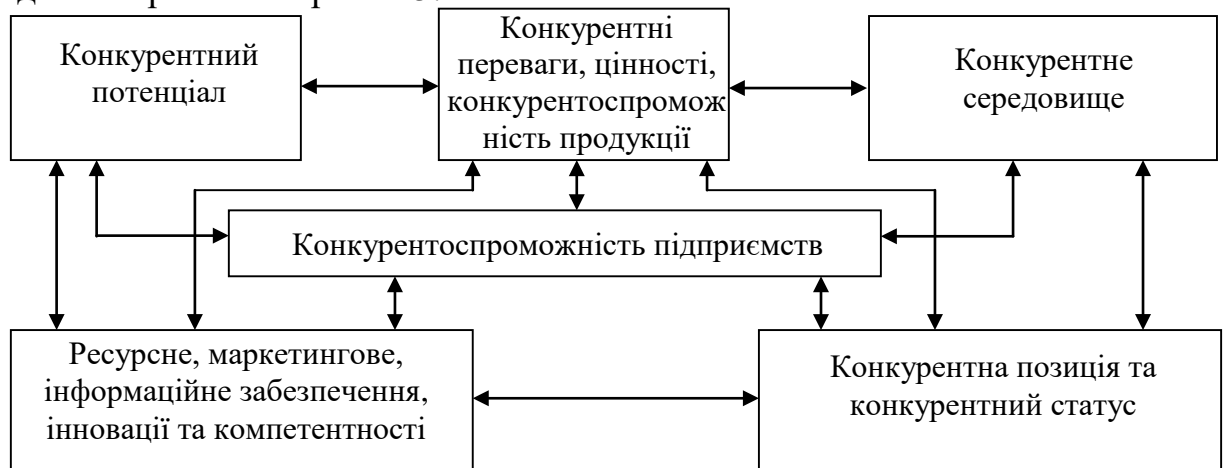 Конкурентний
потенціал
Конкурентні
переваги, цінності,
конкурентоспромож
ність продукції
Конкурентне
середовище
Конкурентоспроможність підприємств
Ресурсне, маркетингове,
інформаційне забезпечення,
інновації та компетентності
Конкурентна позиція та
конкурентний статус